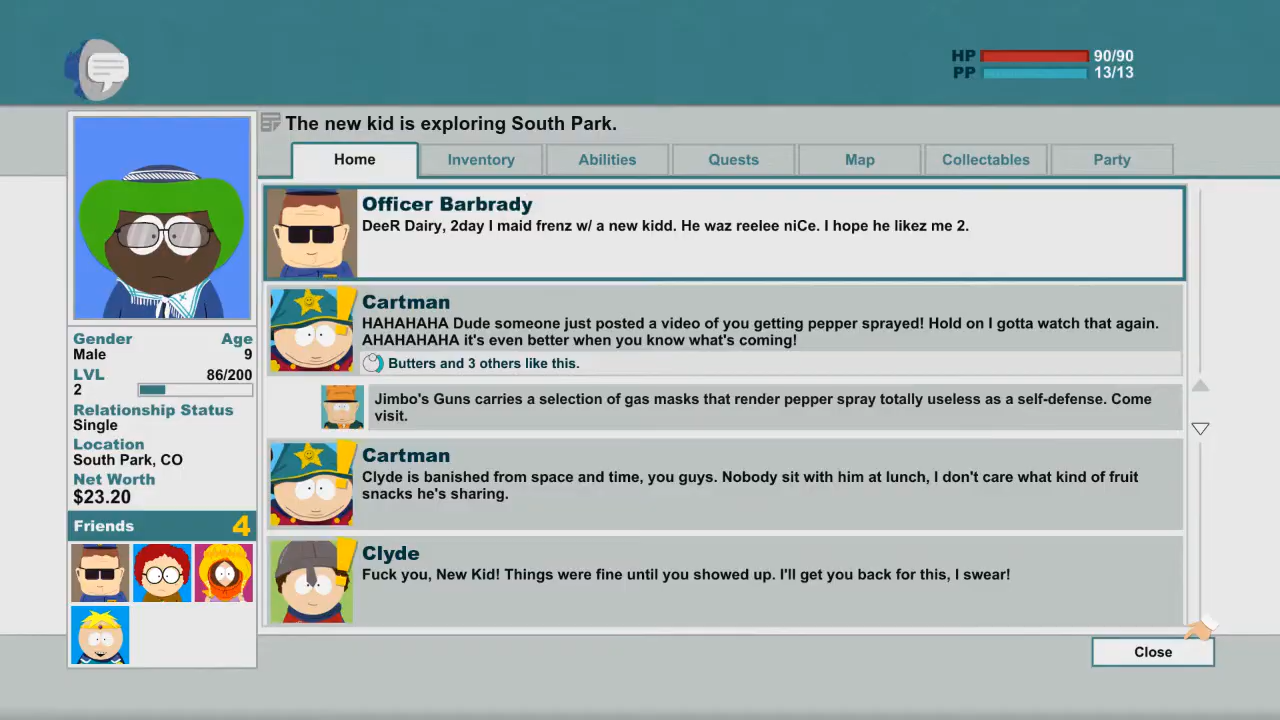 HP 90/90
PP 13/13
The new kid is exploring South Park.
Home Inventory Abilities Quests Map Collectables Party
Officer Barbrady
DeeR Dairy, 2day I maid frenz w/ a new kidd. He waz reelee niCe. I hope he likez me 2.
Cartman
HAHAHAHA Dude someone just posted a video of you getting pepper sprayed! Hold on I gotta watch that again.
AHAHAHAHA it's even better when you know what's coming!
Butters and 3 others like this.
Jimbo's Guns carries a selection of gas masks that render pepper spray totally useless as a self-defense. Come
visit.
Cartman
Clyde is banished from space and time, you guys. Nobody sit with him at lunch, I don't care what kind of fruit
snacks he's sharing.
Clyde
Fuck you, New Kid! Things were fine until you showed up. I'll get you back for this, I swear!
Gender Age
Male 9
LVL 86/200
2
Relationship Status
Single
Location
South Park, CO
Net Worth
$23.20
Friends 4
Close